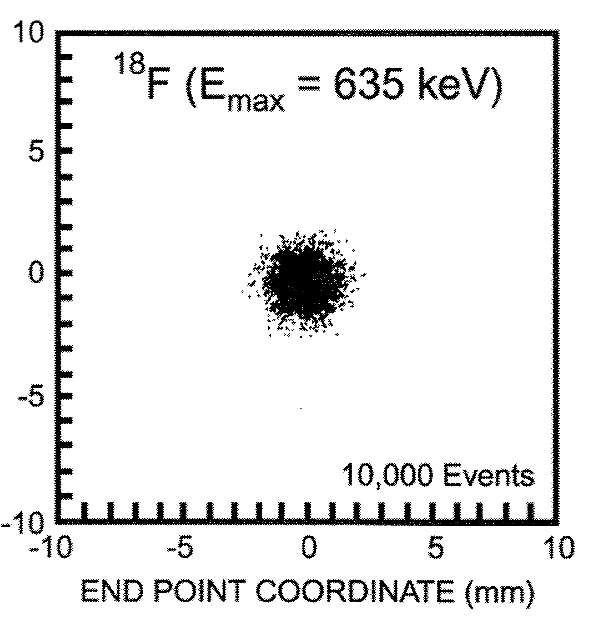 10
¹⁸F (Eₘₐₓ = 635 keV)
5
0
-5
10,000 Events
-10
-10 -5 0 5 10
END POINT COORDINATE (mm)